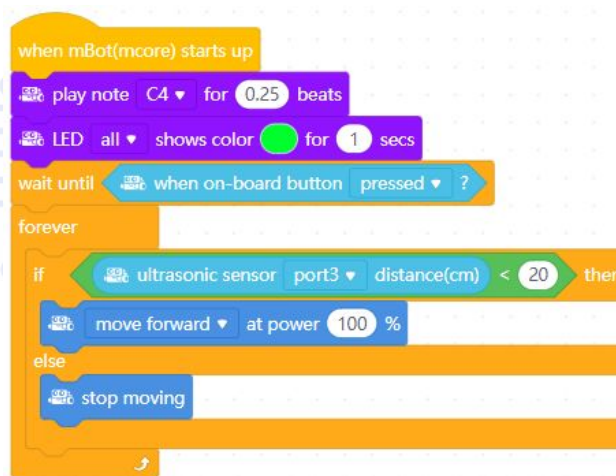 when mBot(mcore) starts up
play note C4 for 0.25 beats
LED all shows color for 1 secs
wait until when on-board button pressed ?
forever
if ultrasonic sensor port3 distance(cm) < 20 then
move forward at power 100 %
else
stop moving